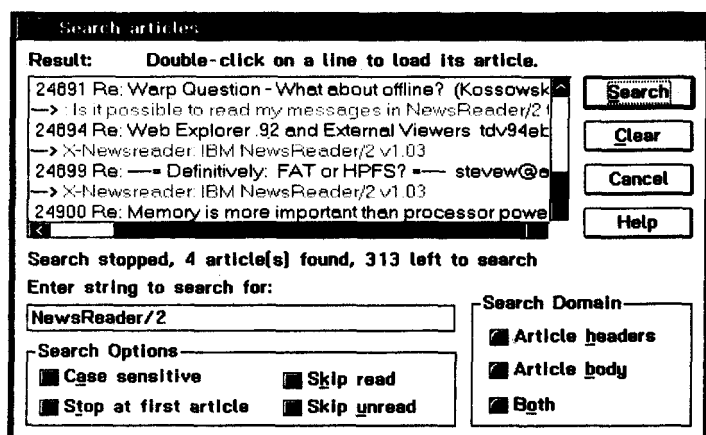 Search articles
Result: Double-click on a line to load its article.
24891 Re: Warp Question - What about offline? (Kossowsk
—> : Is it possible to read my messages in NewsReader/2
24894 Re: Web Explorer .92 and External Viewers tdv94eb
—> X-Newsreader: IBM NewsReader/2 v1.03
24899 Re: —= Definitively: FAT or HPFS? =— stevew@
—> X-Newsreader: IBM NewsReader/2 v1.03
24900 Re: Memory is more important than processor powe
Search
Clear
Cancel
Help
Search stopped, 4 article(s) found, 313 left to search
Enter string to search for:
NewsReader/2
Search Options
Case sensitive
Skip read
Stop at first article
Skip unread
Search Domain
Article headers
Article body
Both